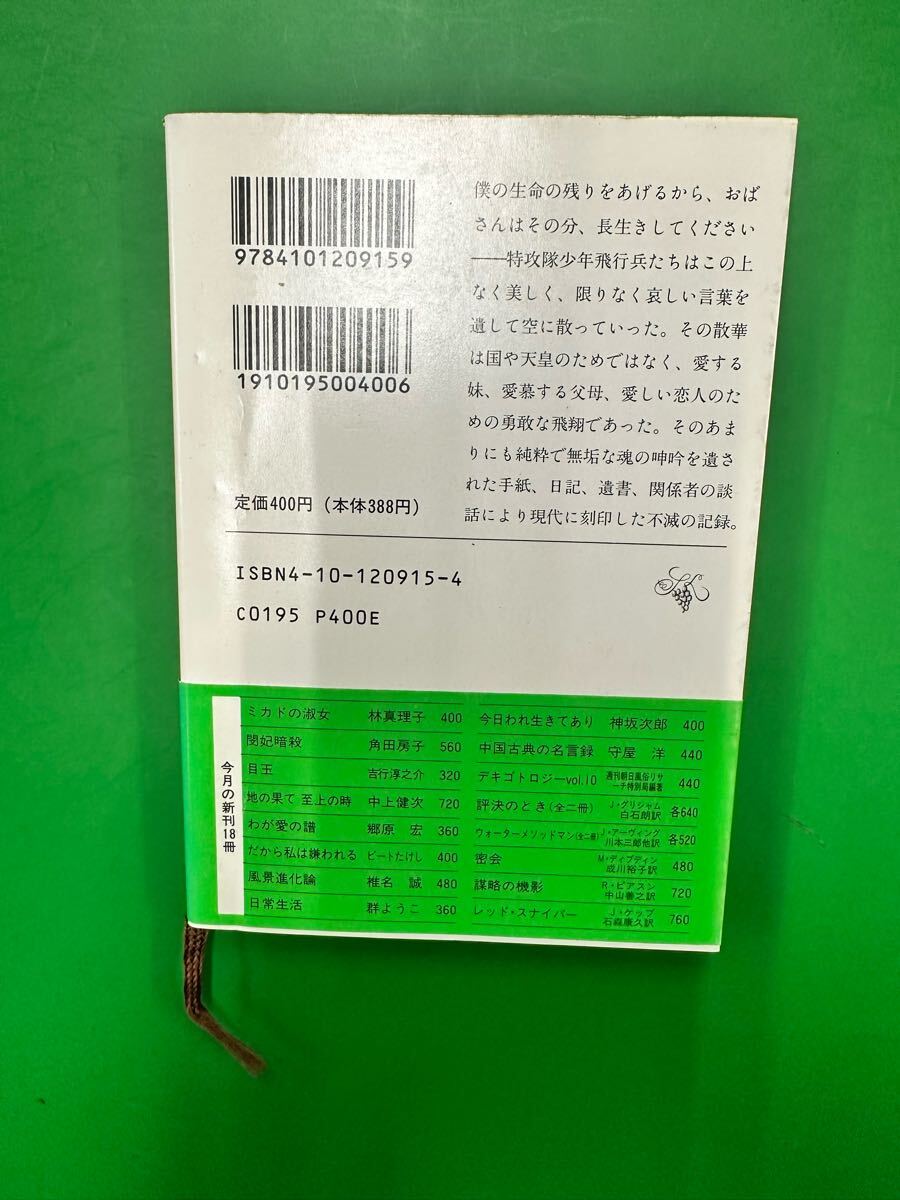 9784101209159
1910195004006
定価400円（本体388円）
ISBN4-10-120915-4
C0195 P400E
僕の生命の残りをあげるから、おば
さんはその分、長生きしてください
――特攻隊少年飛行兵たちはこの上
なく美しく、限りなく哀しい言葉を
遺して空に散っていった。その散華
は国や天皇のためではなく、愛する
妹、愛慕する父母、愛しい恋人のた
めの勇敢な飛翔であった。そのあま
りにも純粋で無垢な魂の呻吟を遺さ
れた手紙、日記、遺書、関係者の談
話により現代に刻印した不滅の記録。
今月の新刊18冊
ミカドの淑女 林真理子 400
閔妃暗殺 角田房子 560
目玉 吉行淳之介 320
地の果て 至上の時 中上健次 720
わが愛の譜 郷原 宏 360
だから私は嫌われる ビートたけし 400
風景進化論 椎名 誠 480
日常生活 群ようこ 360
今日われ生きてあり 神坂次郎 400
中国古典の名言録 守屋 洋 440
デキゴトロジーvol.10 週刊朝日風俗リサーチ特別局編著 440
評決のとき（全二冊） J・グリシャム 白石朗訳 各640
ウォーターメソッドマン（全二冊） J・アーヴィング 川本三郎他訳 各520
密会 M・ディブディン 成川裕子訳 480
謀略の機影 R・ピアスン 中山善之訳 720
レッド・スナイパー J・ケップ 石森康久訳 760